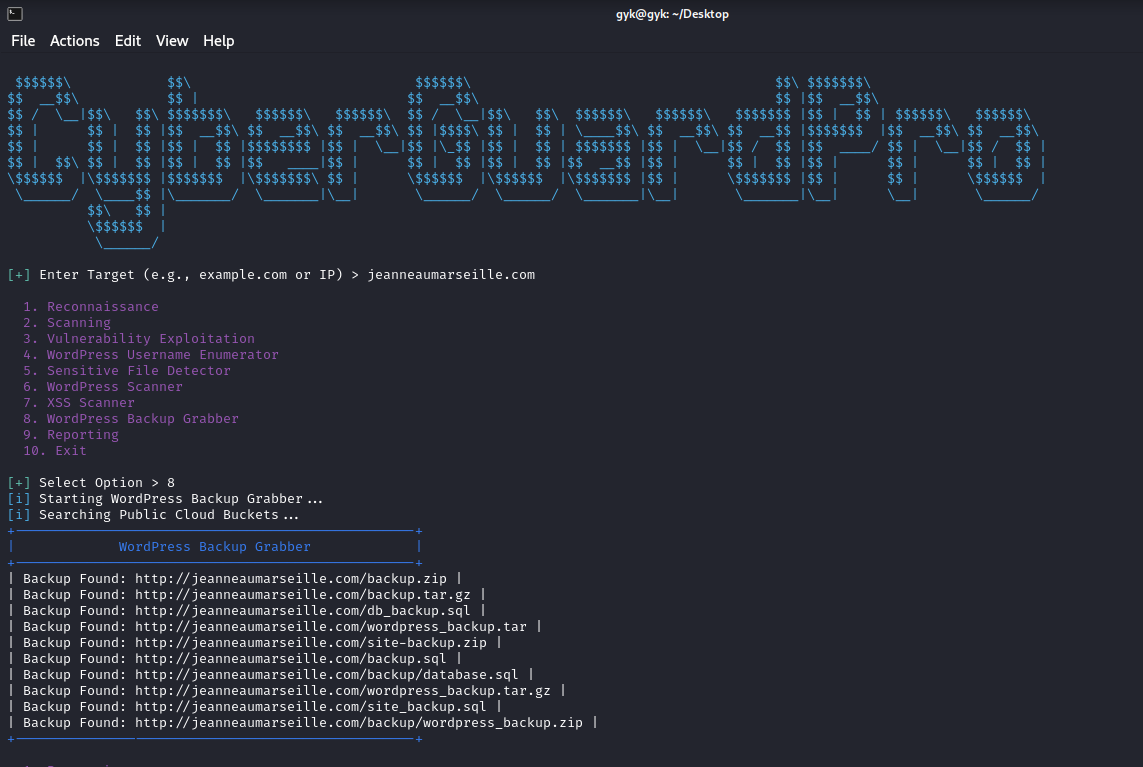 gyk@gyk: ~/Desktop
File Actions Edit View Help
CyberGuardPro
[+] Enter Target (e.g., example.com or IP) > jeanneaumarseille.com
1. Reconnaissance
2. Scanning
3. Vulnerability Exploitation
4. WordPress Username Enumerator
5. Sensitive File Detector
6. WordPress Scanner
7. XSS Scanner
8. WordPress Backup Grabber
9. Reporting
10. Exit
[+] Select Option > 8
[i] Starting WordPress Backup Grabber...
[i] Searching Public Cloud Buckets...
| WordPress Backup Grabber |
| Backup Found: http://jeanneaumarseille.com/backup.zip |
| Backup Found: http://jeanneaumarseille.com/backup.tar.gz |
| Backup Found: http://jeanneaumarseille.com/db_backup.sql |
| Backup Found: http://jeanneaumarseille.com/wordpress_backup.tar |
| Backup Found: http://jeanneaumarseille.com/site-backup.zip |
| Backup Found: http://jeanneaumarseille.com/backup.sql |
| Backup Found: http://jeanneaumarseille.com/backup/database.sql |
| Backup Found: http://jeanneaumarseille.com/wordpress_backup.tar.gz |
| Backup Found: http://jeanneaumarseille.com/site_backup.sql |
| Backup Found: http://jeanneaumarseille.com/backup/wordpress_backup.zip |